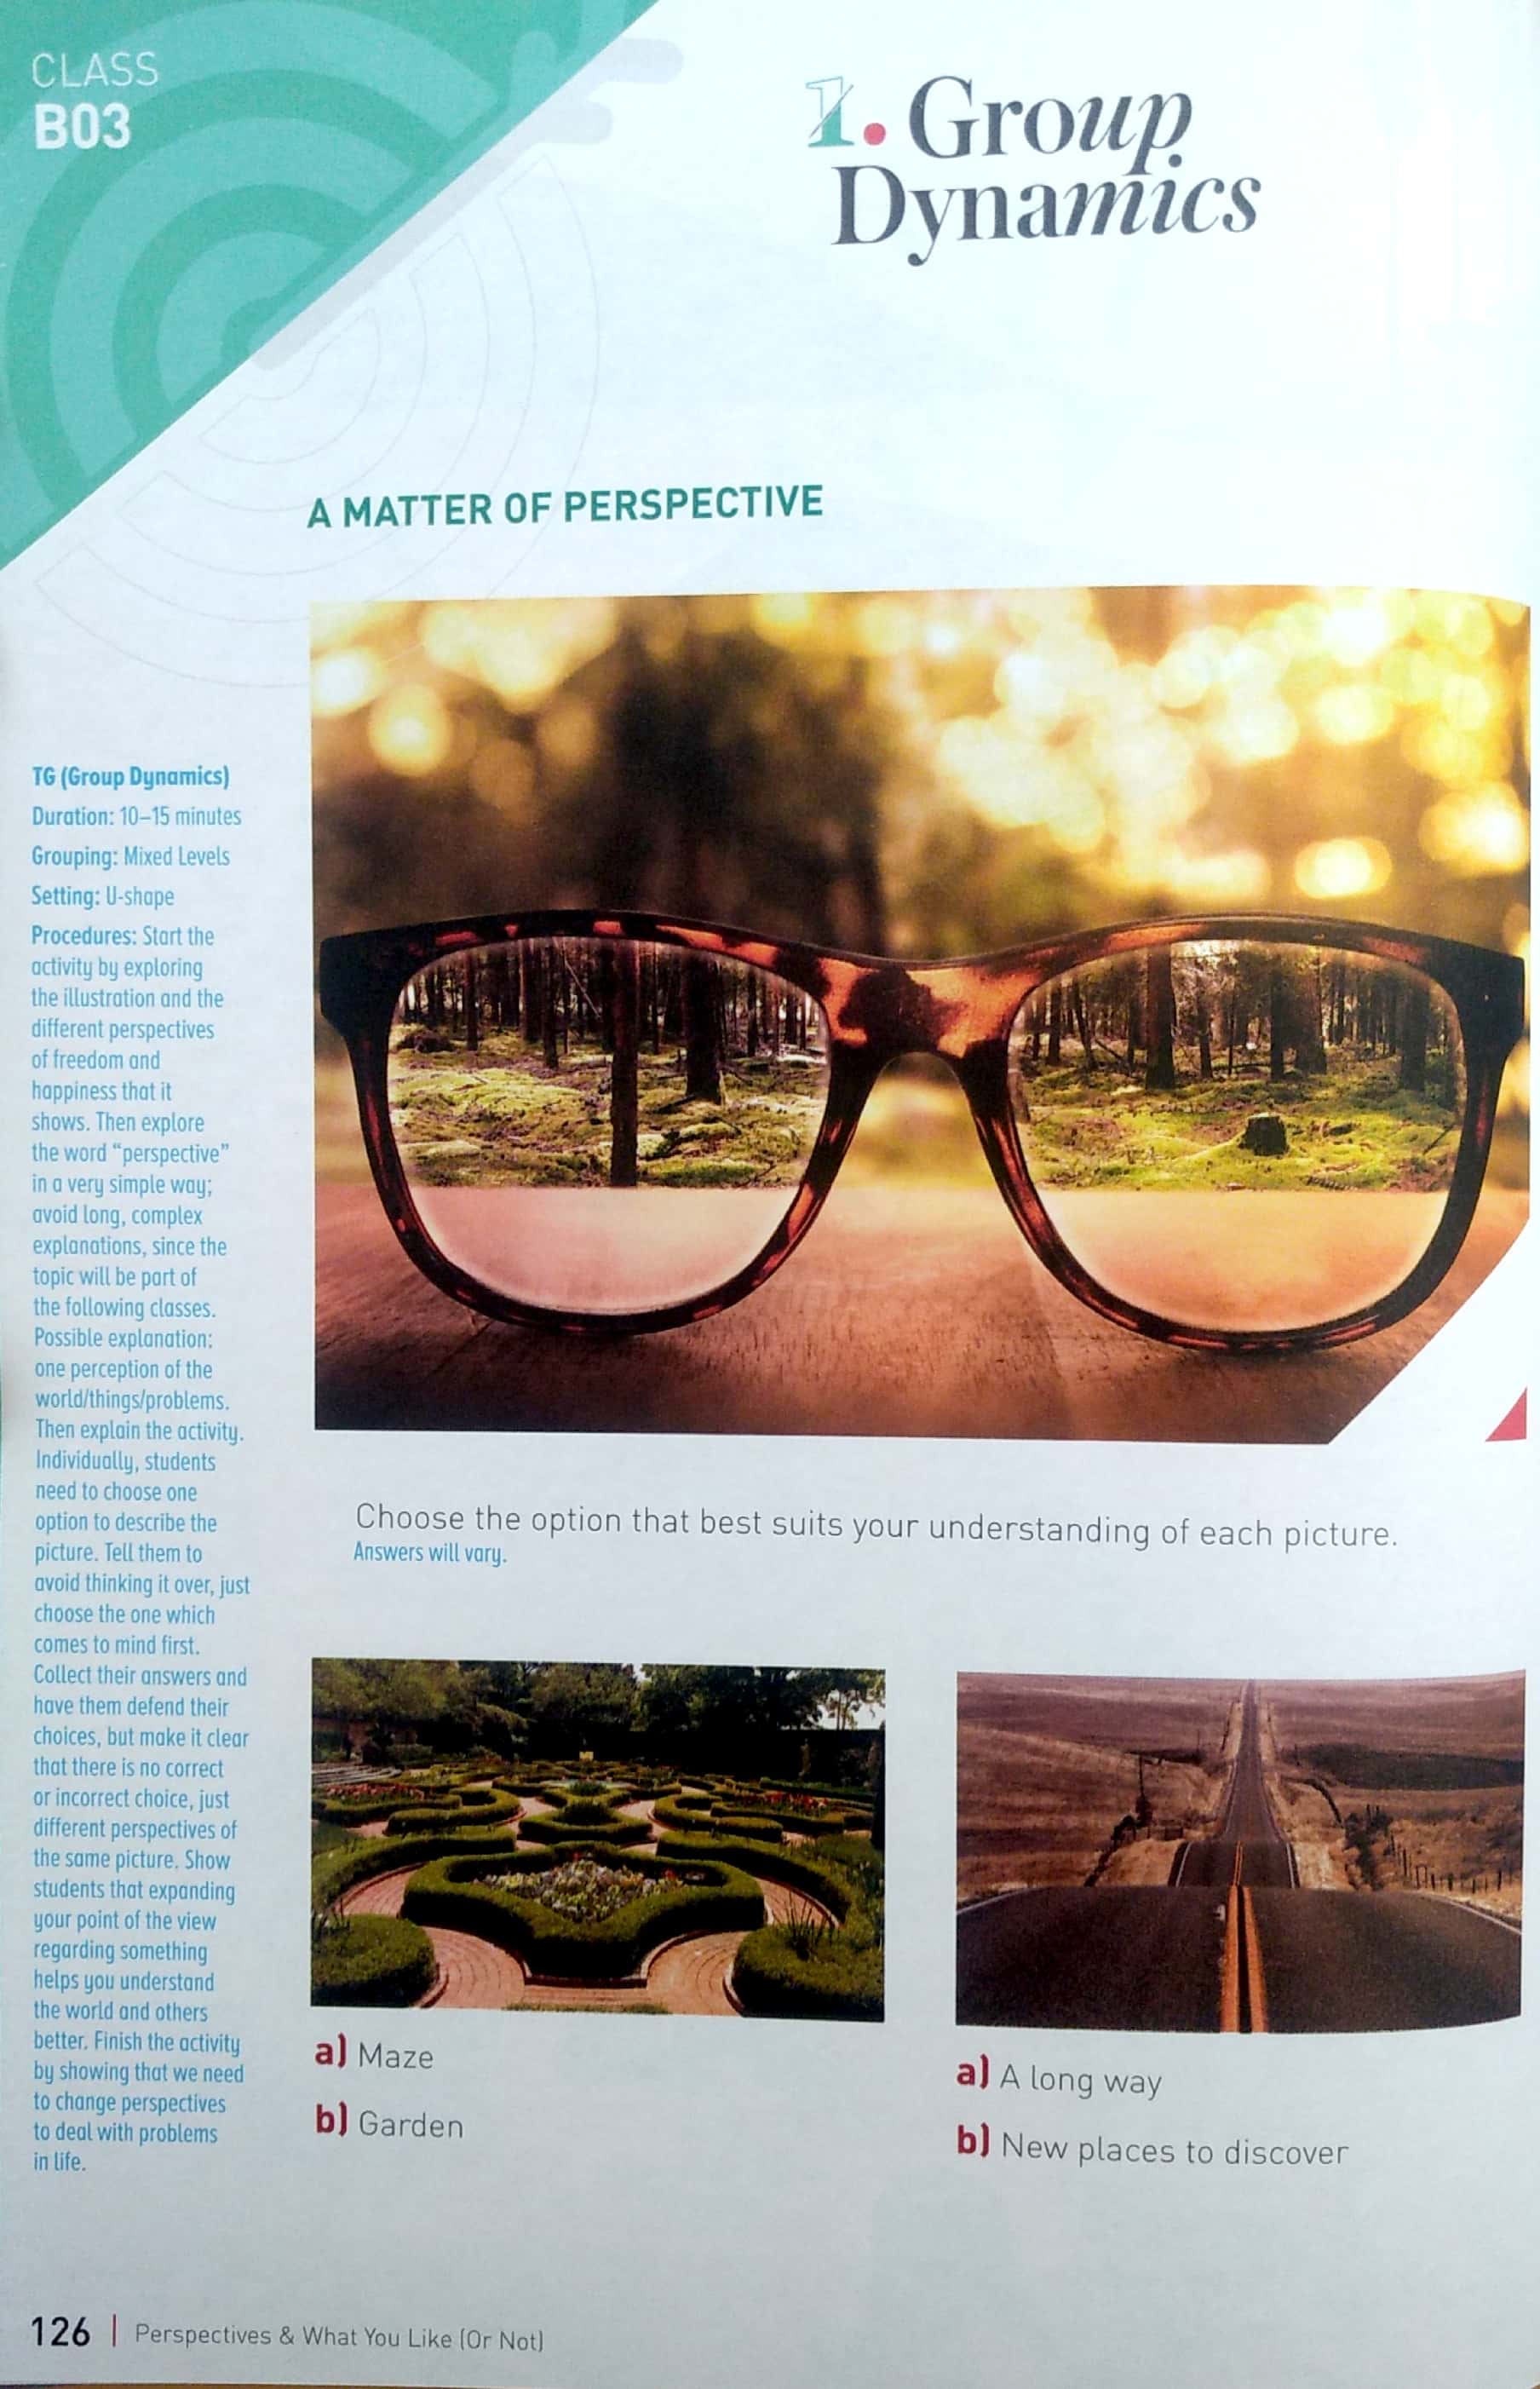 CLASS
B03
1. Group
Dynamics
A MATTER OF PERSPECTIVE
TG (Group Dynamics)
Duration: 10–15 minutes
Grouping: Mixed Levels
Setting: U-shape
Procedures: Start the
activity by exploring
the illustration and the
different perspectives
of freedom and
happiness that it
shows. Then explore
the word “perspective”
in a very simple way;
avoid long, complex
explanations, since the
topic will be part of
the following classes.
Possible explanation:
one perception of the
world/things/problems.
Then explain the activity.
Individually, students
need to choose one
option to describe the
picture. Tell them to
avoid thinking it over, just
choose the one which
comes to mind first.
Collect their answers and
have them defend their
choices, but make it clear
that there is no correct
or incorrect choice, just
different perspectives of
the same picture. Show
students that expanding
your point of the view
regarding something
helps you understand
the world and others
better. Finish the activity
by showing that we need
to change perspectives
to deal with problems
in life.
Choose the option that best suits your understanding of each picture.
Answers will vary.
a) Maze
b) Garden
a) A long way
b) New places to discover
126 | Perspectives & What You Like (Or Not)